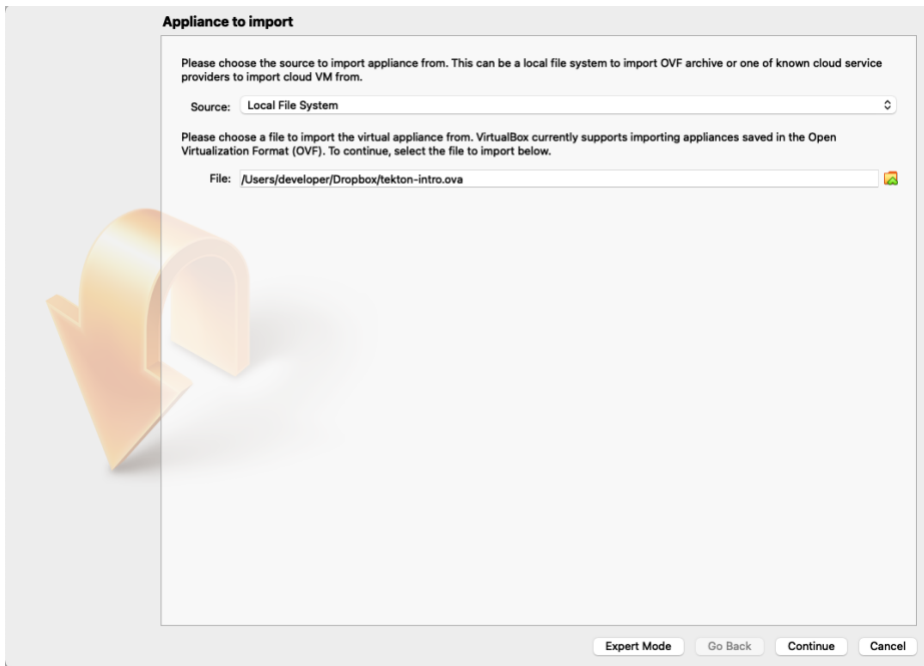 Appliance to import
Please choose the source to import appliance from. This can be a local file system to import OVF archive or one of known cloud service
providers to import cloud VM from.
Source: Local File System
Please choose a file to import the virtual appliance from. VirtualBox currently supports importing appliances saved in the Open
Virtualization Format (OVF). To continue, select the file to import below.
File: /Users/developer/Dropbox/tekton-intro.ova
Expert Mode Go Back Continue Cancel